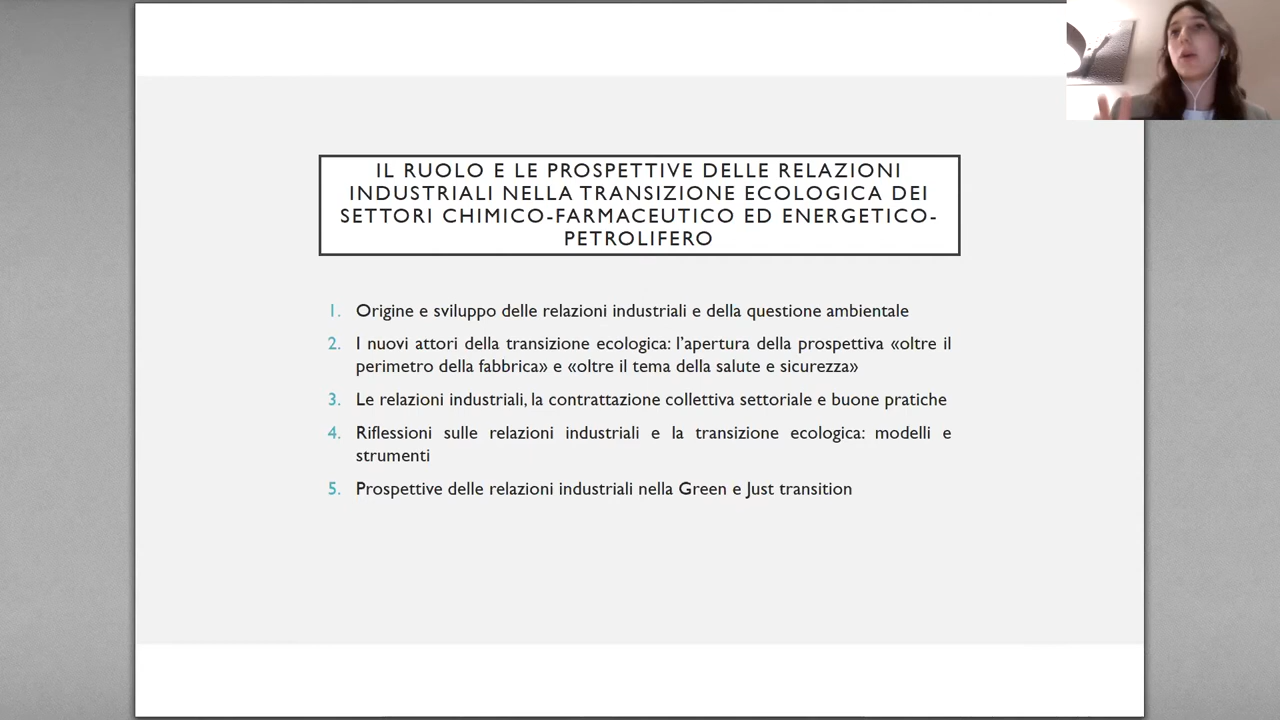 IL RUOLO E LE PROSPETTIVE DELLE RELAZIONI
INDUSTRIALI NELLA TRANSIZIONE ECOLOGICA DEI
SETTORI CHIMICO-FARMACEUTICO ED ENERGETICO-
PETROLIFERO
1. Origine e sviluppo delle relazioni industriali e della questione ambientale
2. I nuovi attori della transizione ecologica: l’apertura della prospettiva «oltre il
perimetro della fabbrica» e «oltre il tema della salute e sicurezza»
3. Le relazioni industriali, la contrattazione collettiva settoriale e buone pratiche
4. Riflessioni sulle relazioni industriali e la transizione ecologica: modelli e
strumenti
5. Prospettive delle relazioni industriali nella Green e Just transition